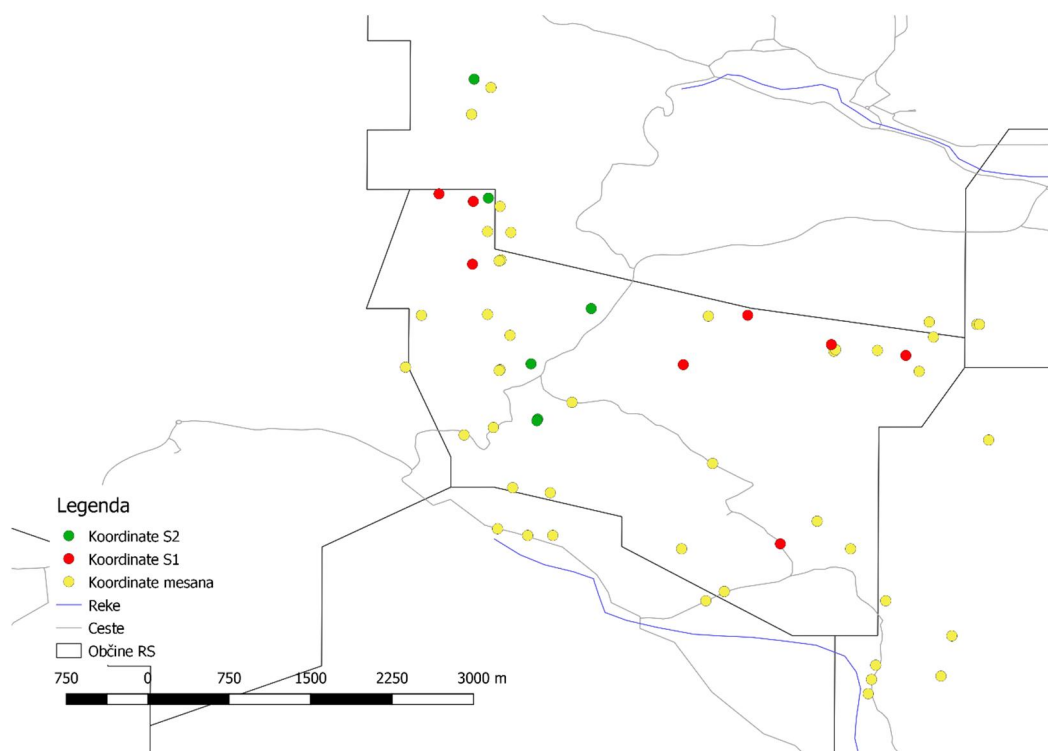 Legenda
Koordinate S2
Koordinate S1
Koordinate mesana
Reke
Ceste
Občine RS
750 0 750 1500 2250 3000 m